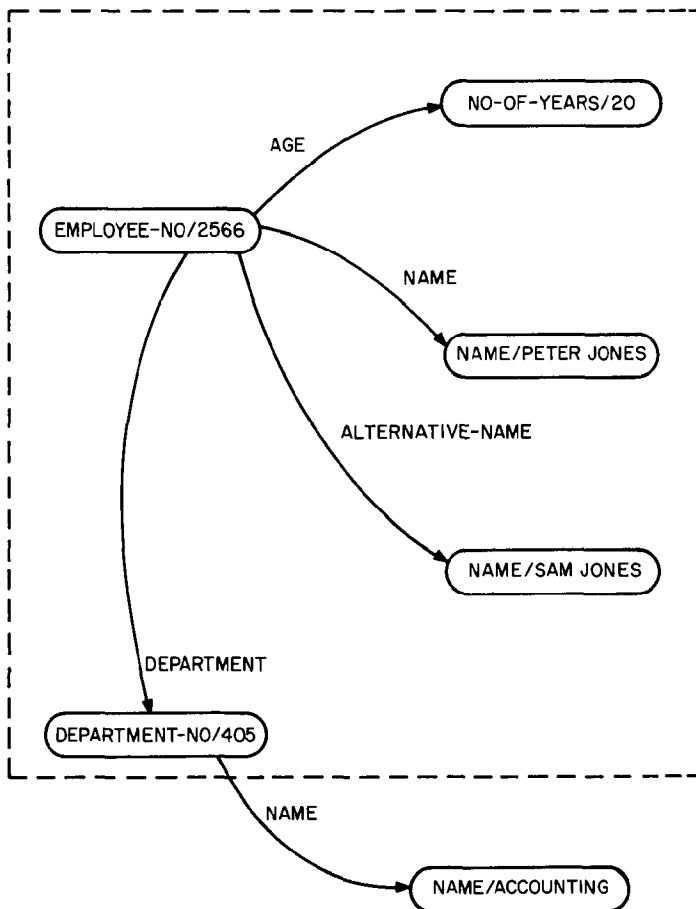 NO-OF-YEARS/20
AGE
EMPLOYEE-NO/2566
NAME
NAME/PETER JONES
ALTERNATIVE-NAME
NAME/SAM JONES
DEPARTMENT
DEPARTMENT-NO/405
NAME
NAME/ACCOUNTING